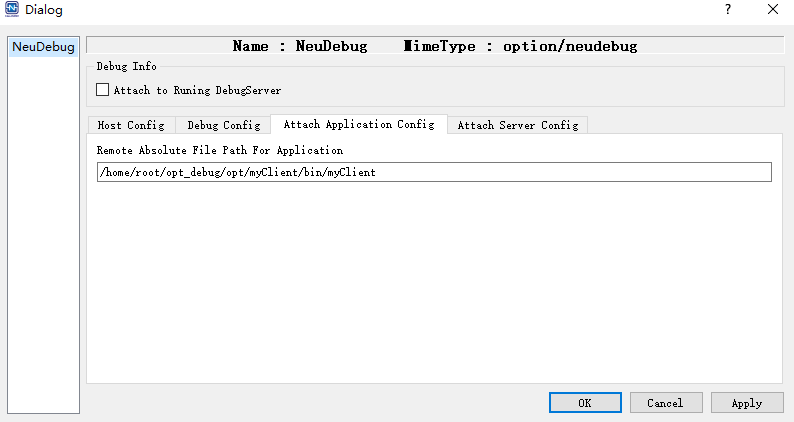 Dialog
NeuDebug
Name : NeuDebug MimeType : option/neudebug
Debug Info
Attach to Runing DebugServer
Host Config Debug Config Attach Application Config Attach Server Config
Remote Absolute File Path For Application
/home/root/opt_debug/opt/myClient/bin/myClient
OK Cancel Apply